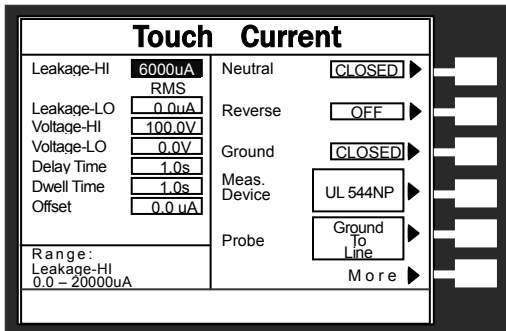 Touch Current
Leakage-HI 6000uA
RMS
Leakage-LO 0.0uA
Voltage-HI 100.0V
Voltage-LO 0.0V
Delay Time 1.0s
Dwell Time 1.0s
Offset 0.0 uA
Range:
Leakage-HI
0.0 – 20000uA
Neutral CLOSED
Reverse OFF
Ground CLOSED
Meas.
Device UL 544NP
Probe Ground
To
Line
More